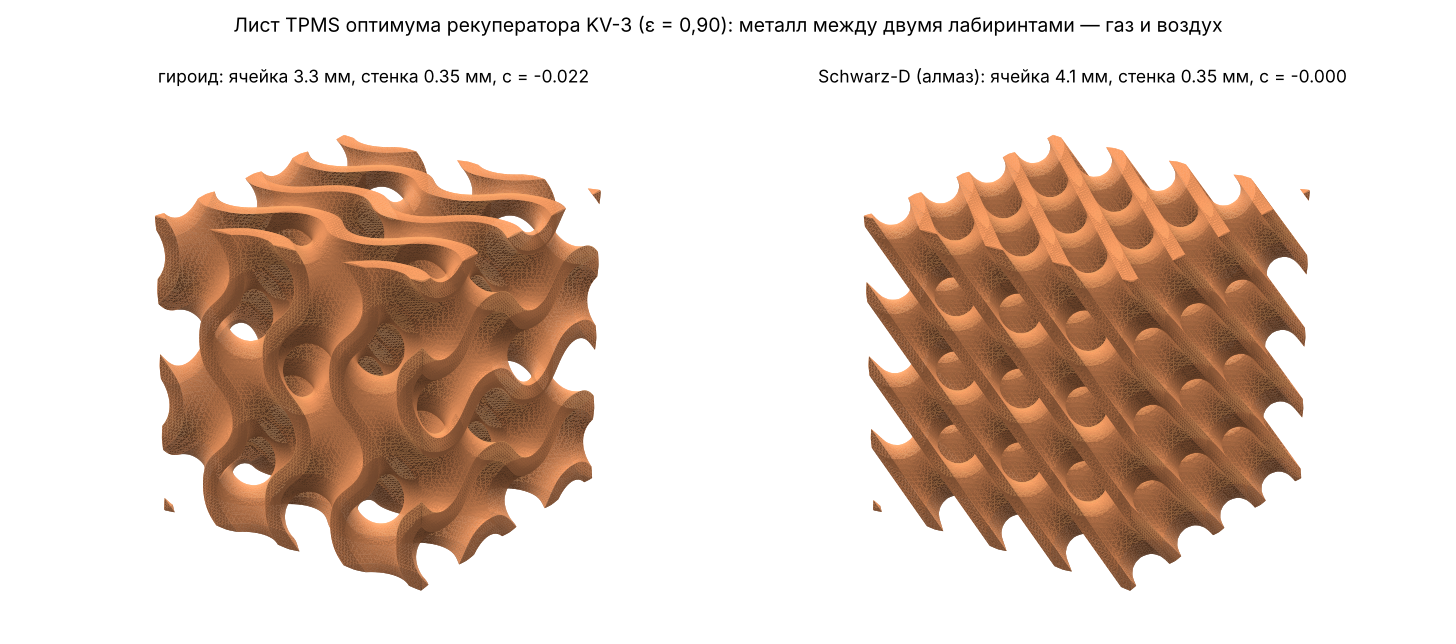 Лист TPMS оптимума рекуператора KV-3 (ε = 0,90): металл между двумя лабиринтами — газ и воздух
гироид: ячейка 3.3 мм, стенка 0.35 мм, c = -0.022
Schwarz-D (алмаз): ячейка 4.1 мм, стенка 0.35 мм, c = -0.000